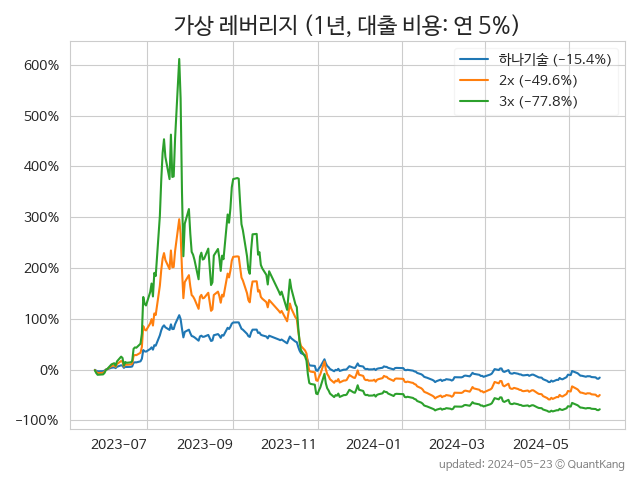 가상 레버리지 (1년, 대출 비용: 연 5%)
하나기술 (-15.4%)
2x (-49.6%)
3x (-77.8%)
600%
500%
400%
300%
200%
100%
0%
-100%
2023-07 2023-09 2023-11 2024-01 2024-03 2024-05
updated: 2024-05-23 © QuantKang